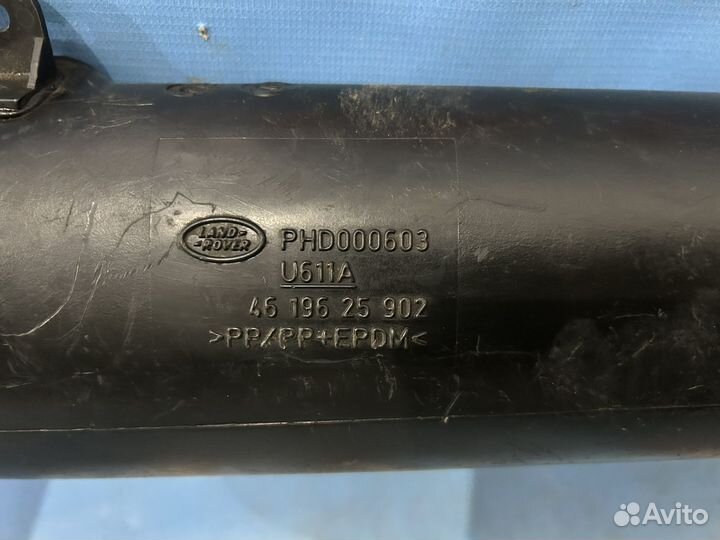 LAND-
-ROVER
PHD000603
U611A
46 196 25 902
>PP/PP+EPDM<
Avito